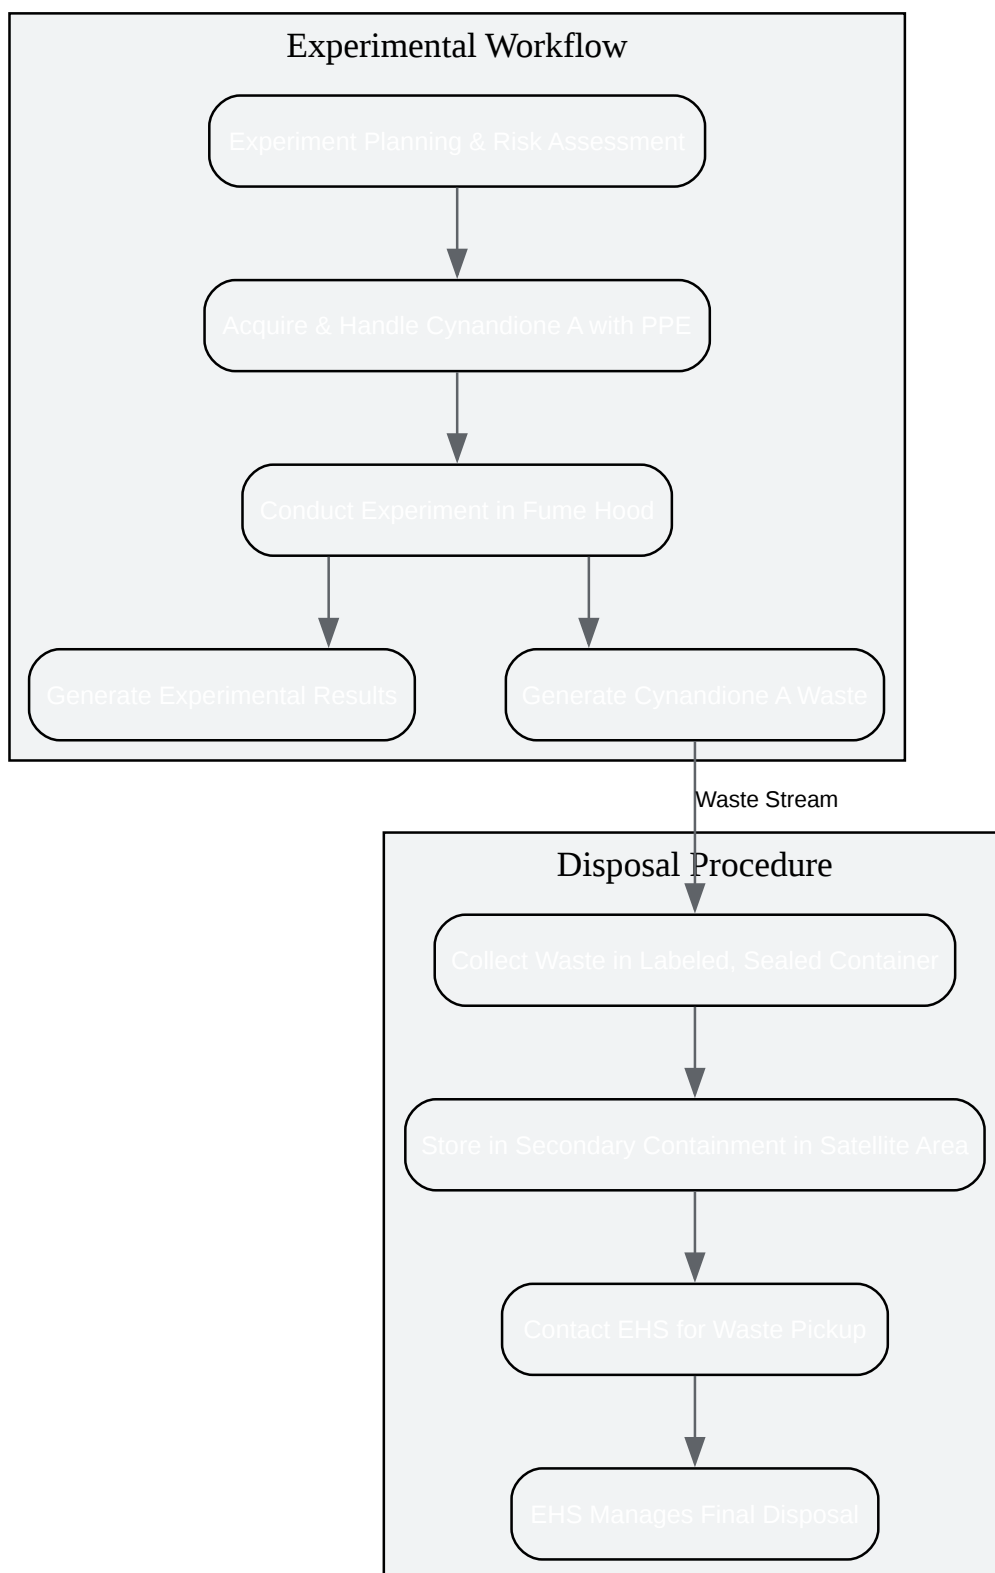 Experimental Workflow
Experiment Planning & Risk Assessment
Acquire & Handle Cynandione A with PPE
Conduct Experiment in Fume Hood
Generate Experimental Results
Generate Cynandione A Waste
Waste Stream
Disposal Procedure
Collect Waste in Labeled, Sealed Container
Store in Secondary Containment in Satellite Area
Contact EHS for Waste Pickup
EHS Manages Final Disposal